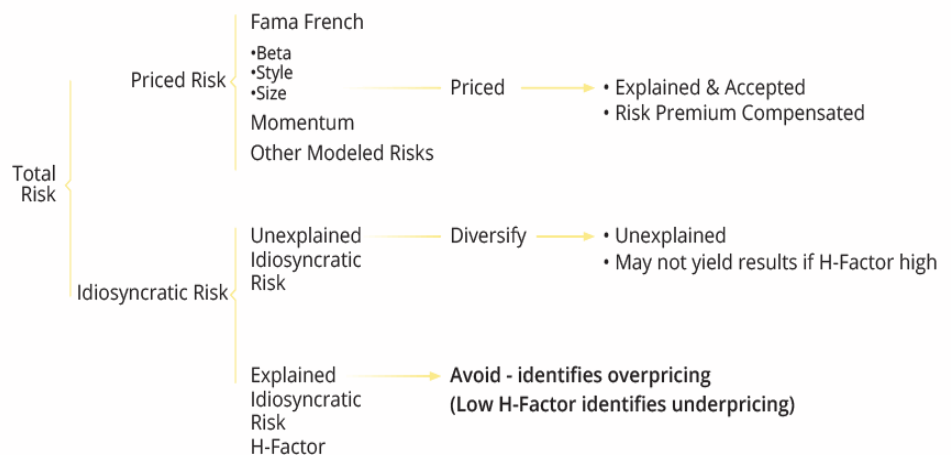 Total
Risk
Priced Risk
Fama French
•Beta
•Style
•Size
Momentum
Other Modeled Risks
Priced
• Explained & Accepted
• Risk Premium Compensated
Idiosyncratic Risk
Unexplained
Idiosyncratic
Risk
Diversify
• Unexplained
• May not yield results if H-Factor high
Explained
Idiosyncratic
Risk
H-Factor
Avoid - identifies overpricing
(Low H-Factor identifies underpricing)